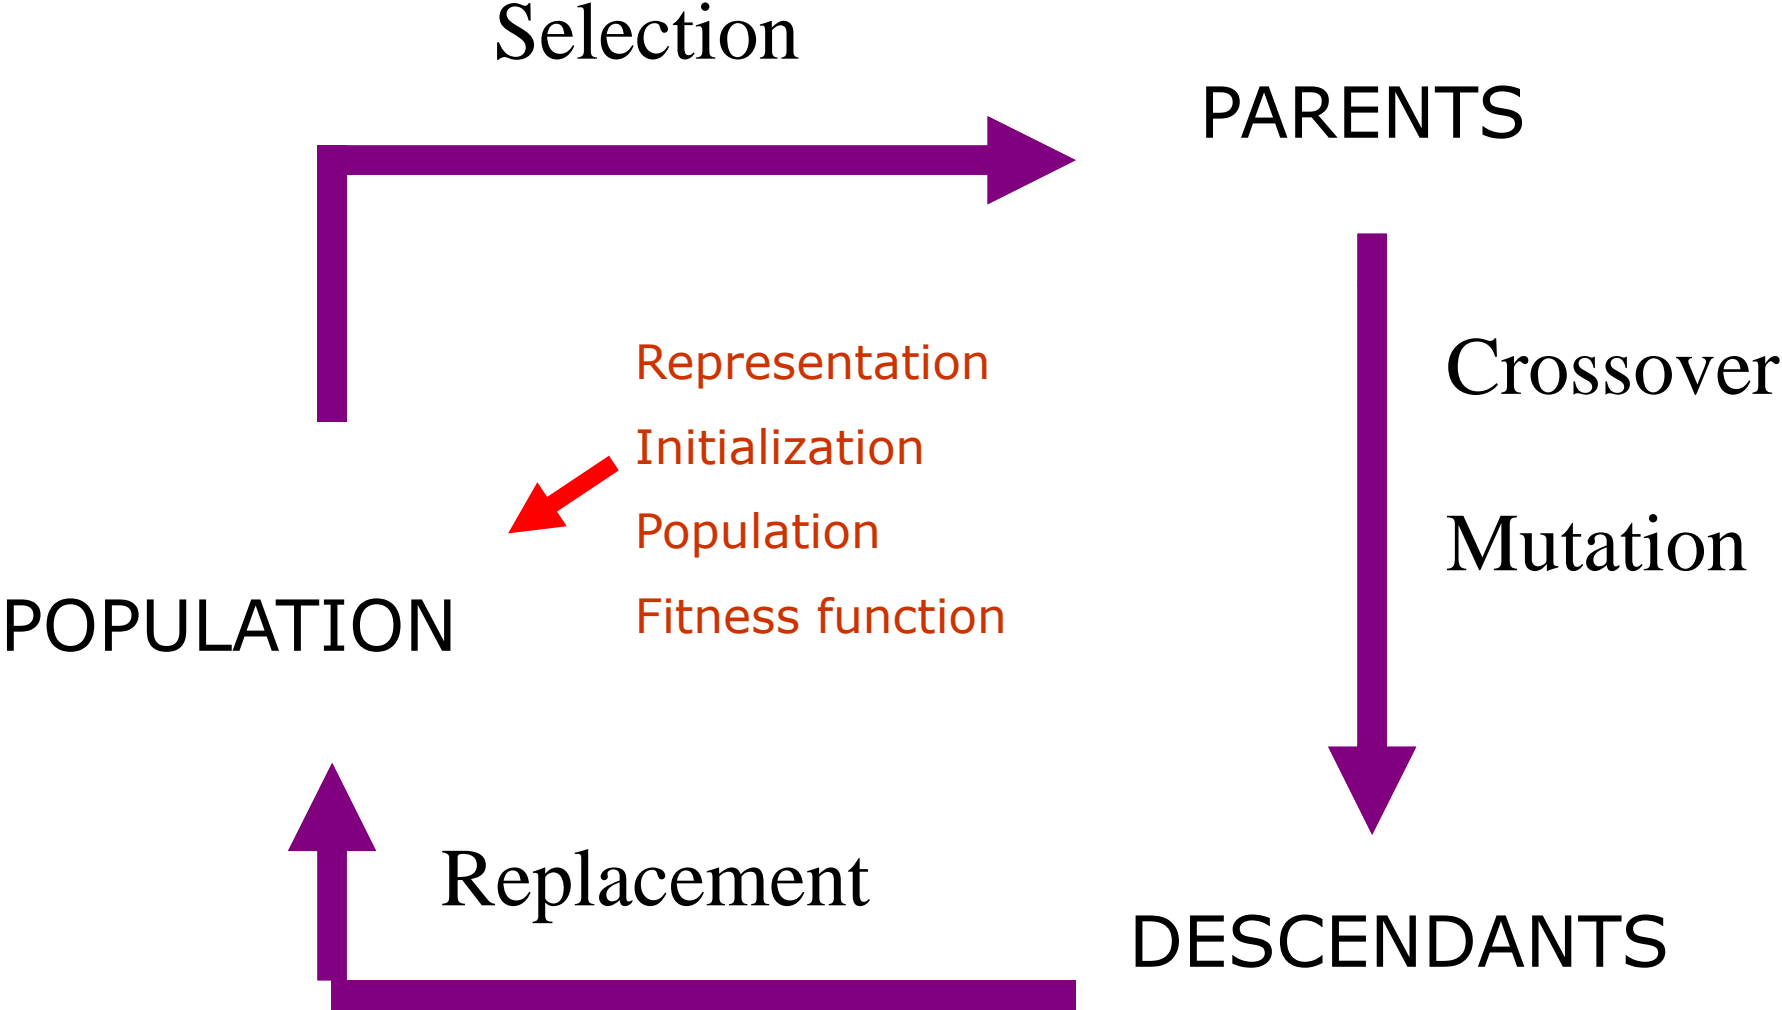 Selection
PARENTS
Representation
Crossover
Initialization
Population
Mutation
Fitness function
POPULATION
Replacement
DESCENDANTS